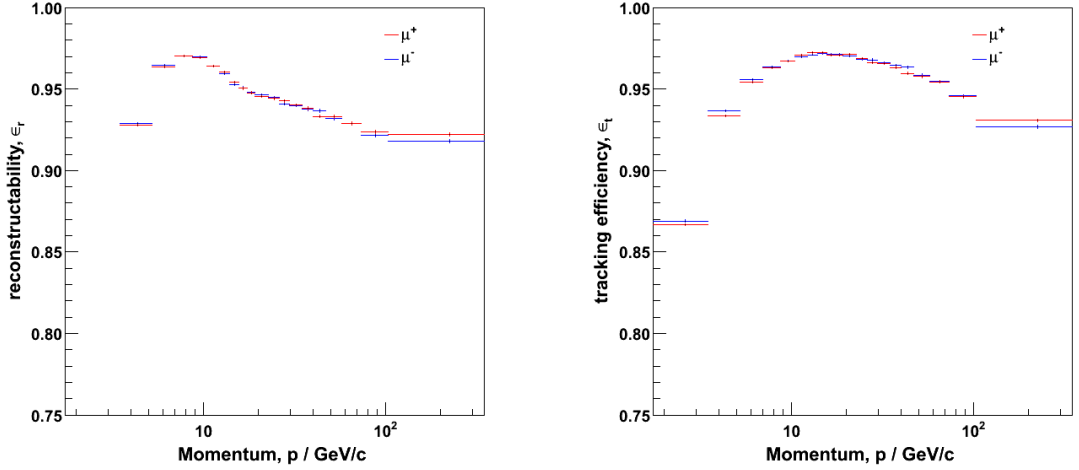 1.00
0.95
0.90
0.85
0.80
0.75
reconstructability, ϵr
μ+
μ-
10
10²
Momentum, p / GeV/c
1.00
0.95
0.90
0.85
0.80
0.75
tracking efficiency, ϵt
μ+
μ-
10
10²
Momentum, p / GeV/c